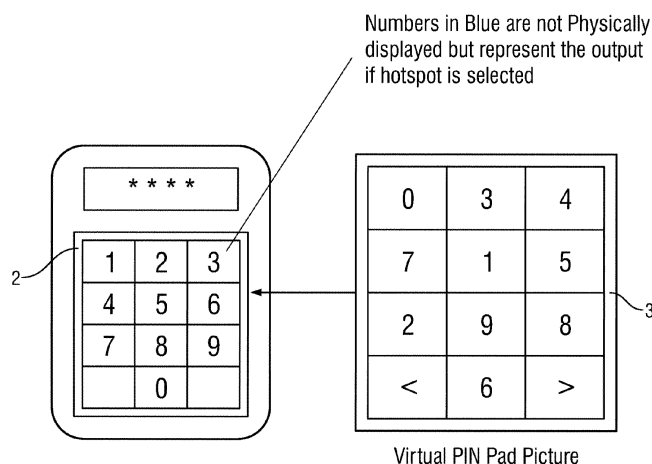 Numbers in Blue are not Physically
displayed but represent the output
if hotspot is selected
* * * *
2
1 2 3
4 5 6
7 8 9
0
0 3 4
7 1 5
2 9 8
< 6 >
3
Virtual PIN Pad Picture